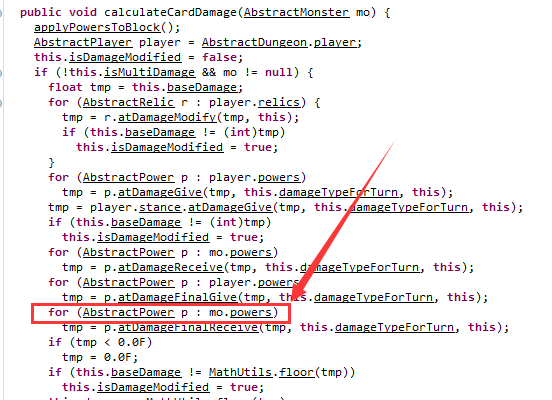 public void calculateCardDamage(AbstractMonster mo) {
applyPowersToBlock();
AbstractPlayer player = AbstractDungeon.player;
this.isDamageModified = false;
if (!this.isMultiDamage && mo != null) {
float tmp = this.baseDamage;
for (AbstractRelic r : player.relics) {
tmp = r.atDamageModify(tmp, this);
if (this.baseDamage != (int)tmp)
this.isDamageModified = true;
}
for (AbstractPower p : player.powers)
tmp = p.atDamageGive(tmp, this.damageTypeForTurn, this);
tmp = player.stance.atDamageGive(tmp, this.damageTypeForTurn, this);
if (this.baseDamage != (int)tmp)
this.isDamageModified = true;
for (AbstractPower p : mo.powers)
tmp = p.atDamageReceive(tmp, this.damageTypeForTurn, this);
for (AbstractPower p : player.powers)
tmp = p.atDamageFinalGive(tmp, this.damageTypeForTurn, this);
for (AbstractPower p : mo.powers)
tmp = p.atDamageFinalReceive(tmp, this.damageTypeForTurn, this);
if (tmp < 0.0F)
tmp = 0.0F;
if (this.baseDamage != MathUtils.floor(tmp))
this.isDamageModified = true;